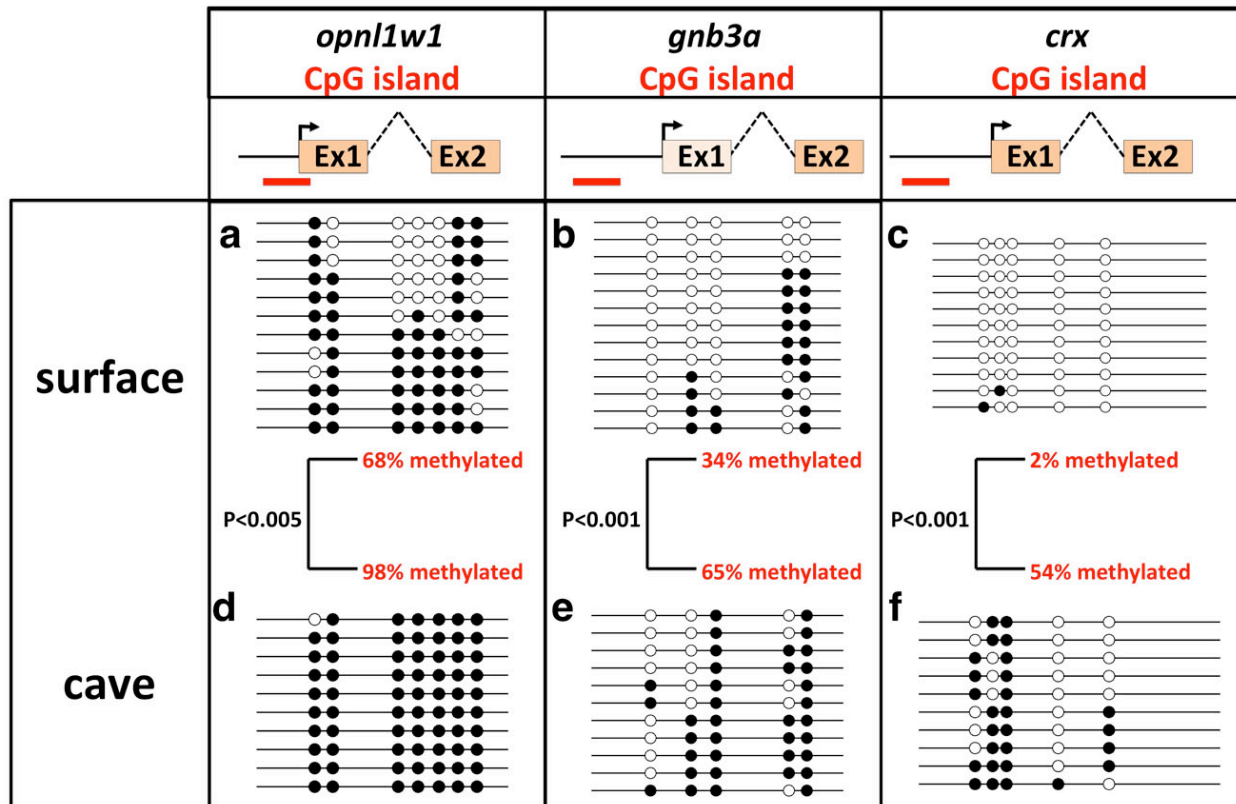 opnl1w1 gnb3a crx
CpG island CpG island CpG island
Ex1 Ex2 Ex1 Ex2 Ex1 Ex2
a b c
surface
68% methylated 34% methylated 2% methylated
P<0.005 P<0.001 P<0.001
98% methylated 65% methylated 54% methylated
d e f
cave